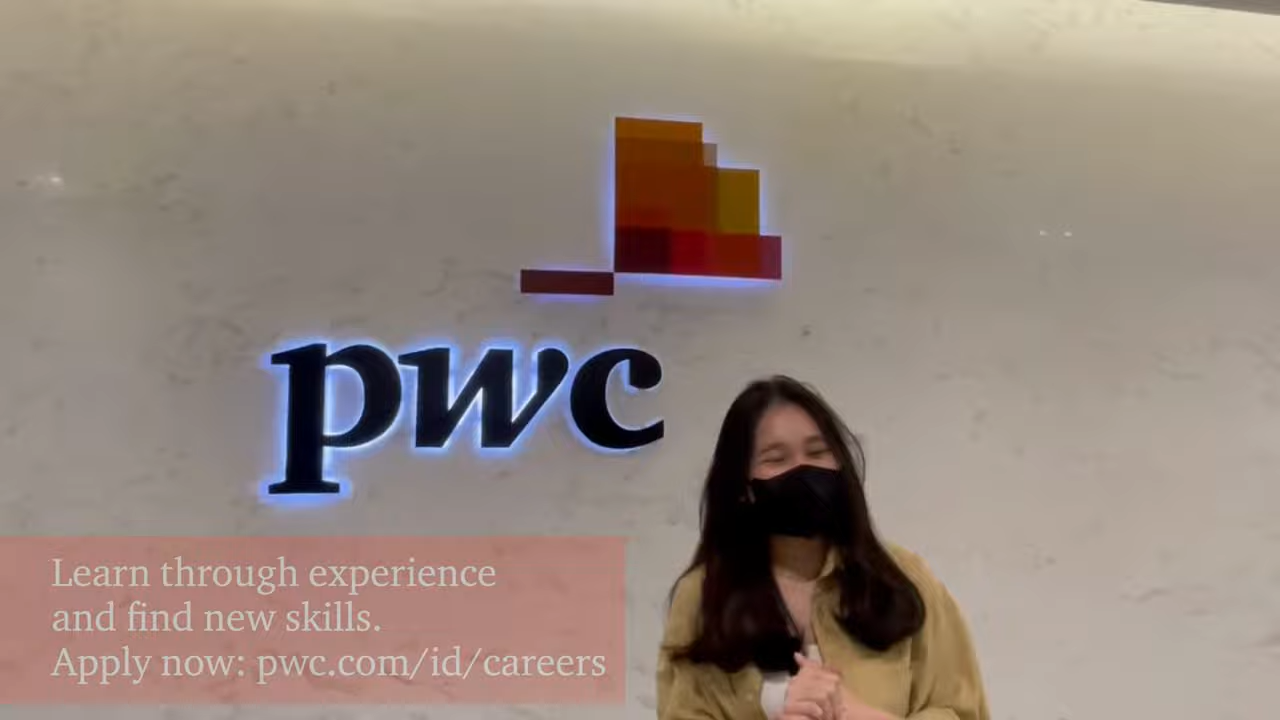 pwc
Learn through experience
and find new skills.
Apply now: pwc.com/id/careers